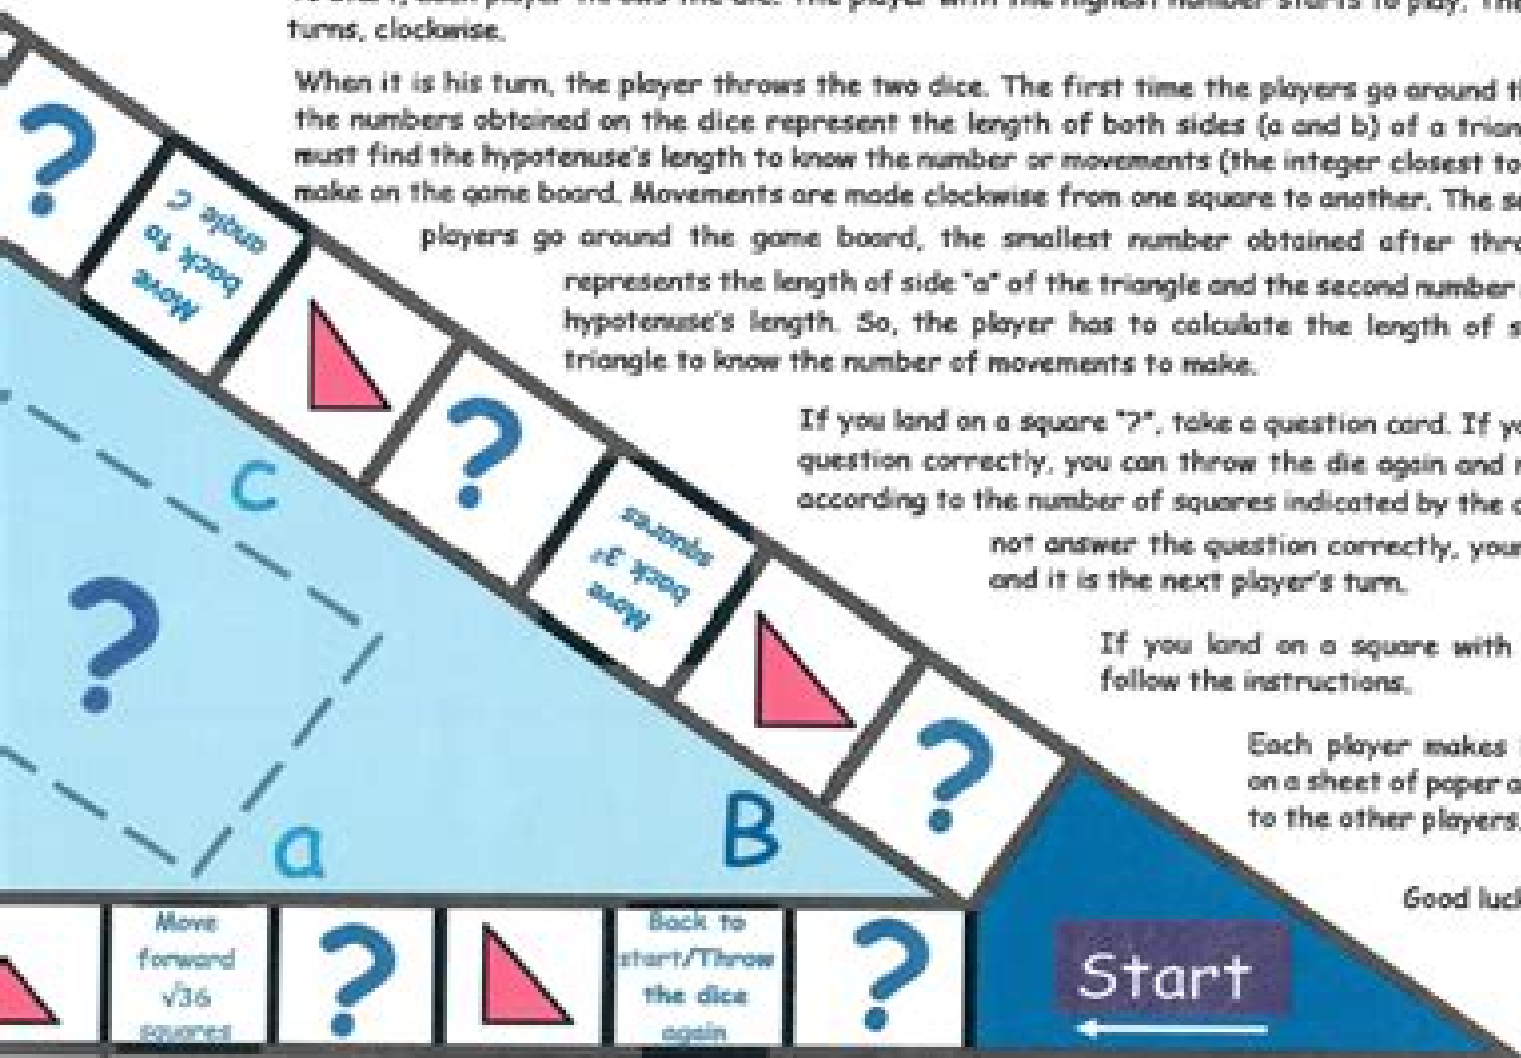 turns, clockwise.
When it is his turn, the player throws the two dice. The first time the players go around
the numbers obtained on the dice represent the length of both sides (a and b) of a
must find the hypotenuse's length to know the number or movements (the integer closest to
make on the game board. Movements are made clockwise from one square to another. The
players go around the game board, the smallest number obtained after
represents the length of side "a" of the triangle and the second number
hypotenuse's length. So, the player has to calculate the length of
triangle to know the number of movements to make.
If you land on a square "?", take a question card. If
question correctly, you can throw the die again and
according to the number of squares indicated by the
not answer the question correctly,
and it is the next player's turn.
If you land on a square with
follow the instructions.
Each player makes
on a sheet of paper
to the other players.
Good
?
Move
back to
angle C
?
Move
back 3²
squares
?
C
?
a
B
Move
forward
√36
squares
?
Back to
start/Throw
the dice
again
?
Start